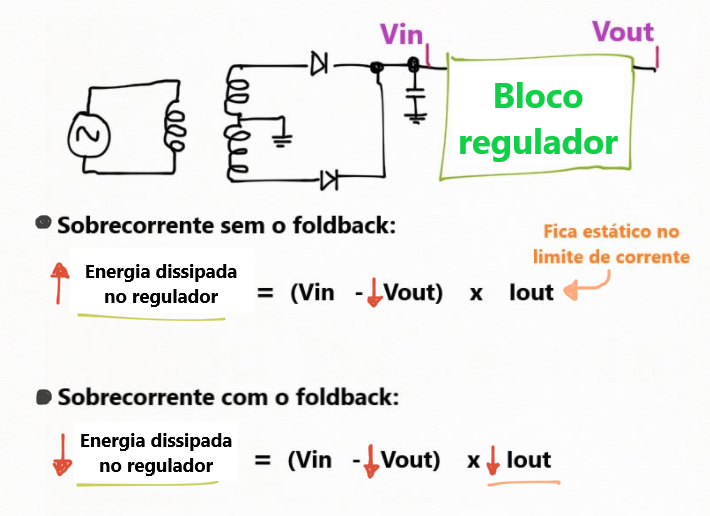 Vin
Vout
Bloco
regulador
Sobrecorrente sem o foldback:
Fica estático no
limite de corrente
Energia dissipada
no regulador
= (Vin - Vout) x Iout
Sobrecorrente com o foldback:
Energia dissipada
no regulador
= (Vin - Vout) x Iout